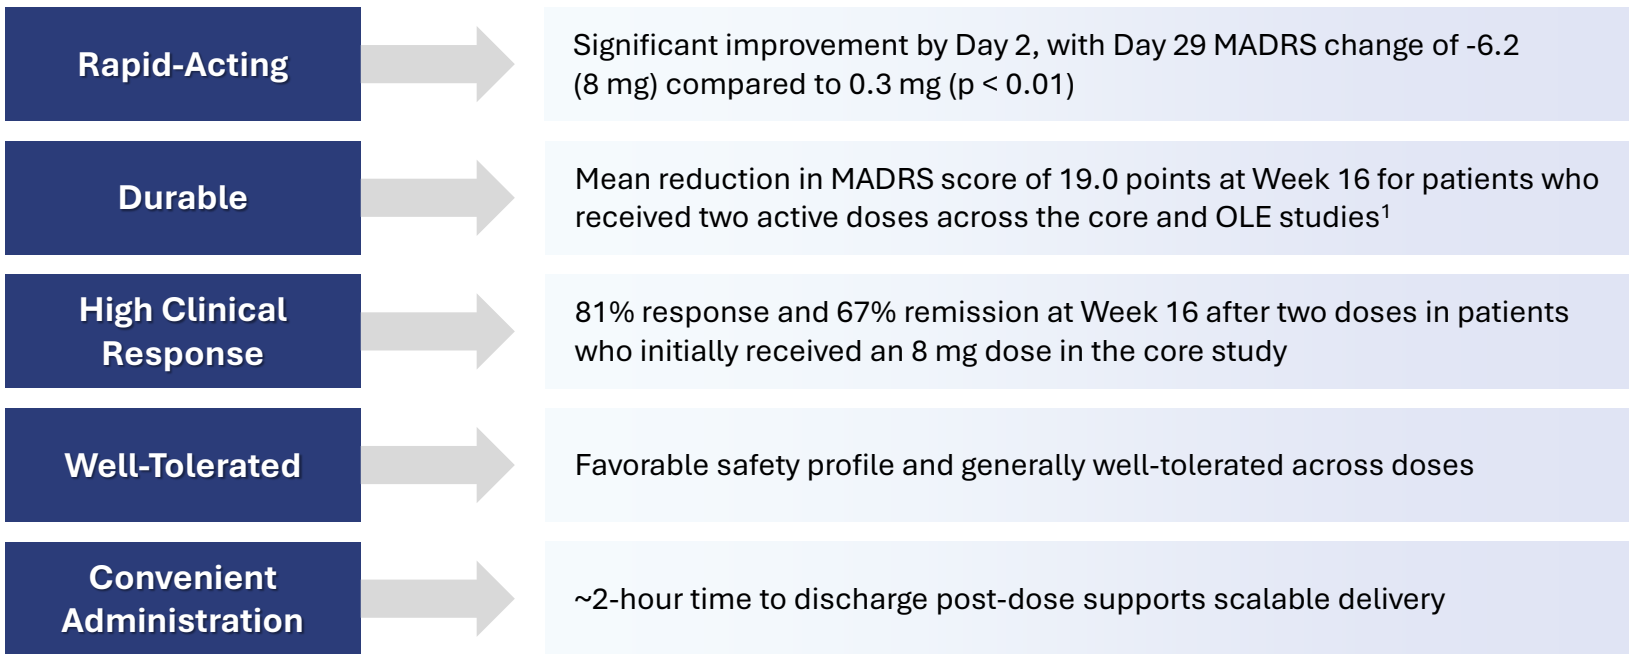 Rapid-Acting
Significant improvement by Day 2, with Day 29 MADRS change of -6.2
(8 mg) compared to 0.3 mg (p < 0.01)
Durable
Mean reduction in MADRS score of 19.0 points at Week 16 for patients who
received two active doses across the core and OLE studies¹
High Clinical
Response
81% response and 67% remission at Week 16 after two doses in patients
who initially received an 8 mg dose in the core study
Well-Tolerated
Favorable safety profile and generally well-tolerated across doses
Convenient
Administration
~2-hour time to discharge post-dose supports scalable delivery